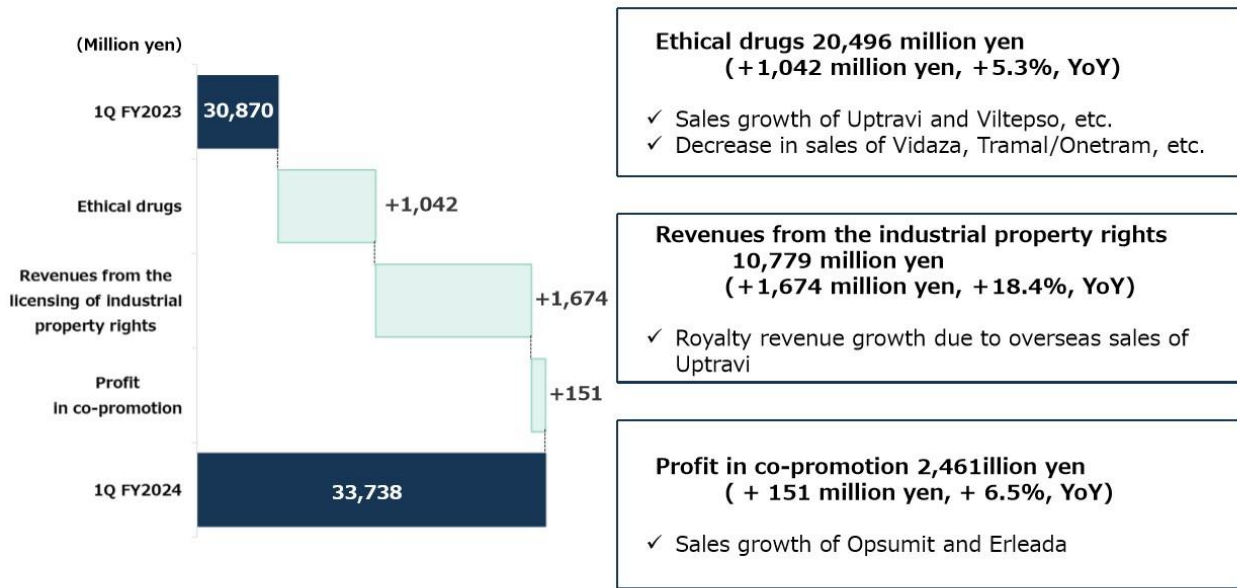 (Million yen)
1Q FY2023
30,870
Ethical drugs
+1,042
Revenues from the
licensing of industrial
property rights
+1,674
Profit
in co-promotion
+151
1Q FY2024
33,738
Ethical drugs 20,496 million yen
(+1,042 million yen, +5.3%, YoY)
✓ Sales growth of Uptravi and Viltepso, etc.
✓ Decrease in sales of Vidaza, Tramal/Onetram, etc.
Revenues from the industrial property rights
10,779 million yen
(+1,674 million yen, +18.4%, YoY)
✓ Royalty revenue growth due to overseas sales of
Uptravi
Profit in co-promotion 2,461illion yen
( + 151 million yen, + 6.5%, YoY)
✓ Sales growth of Opsumit and Erleada